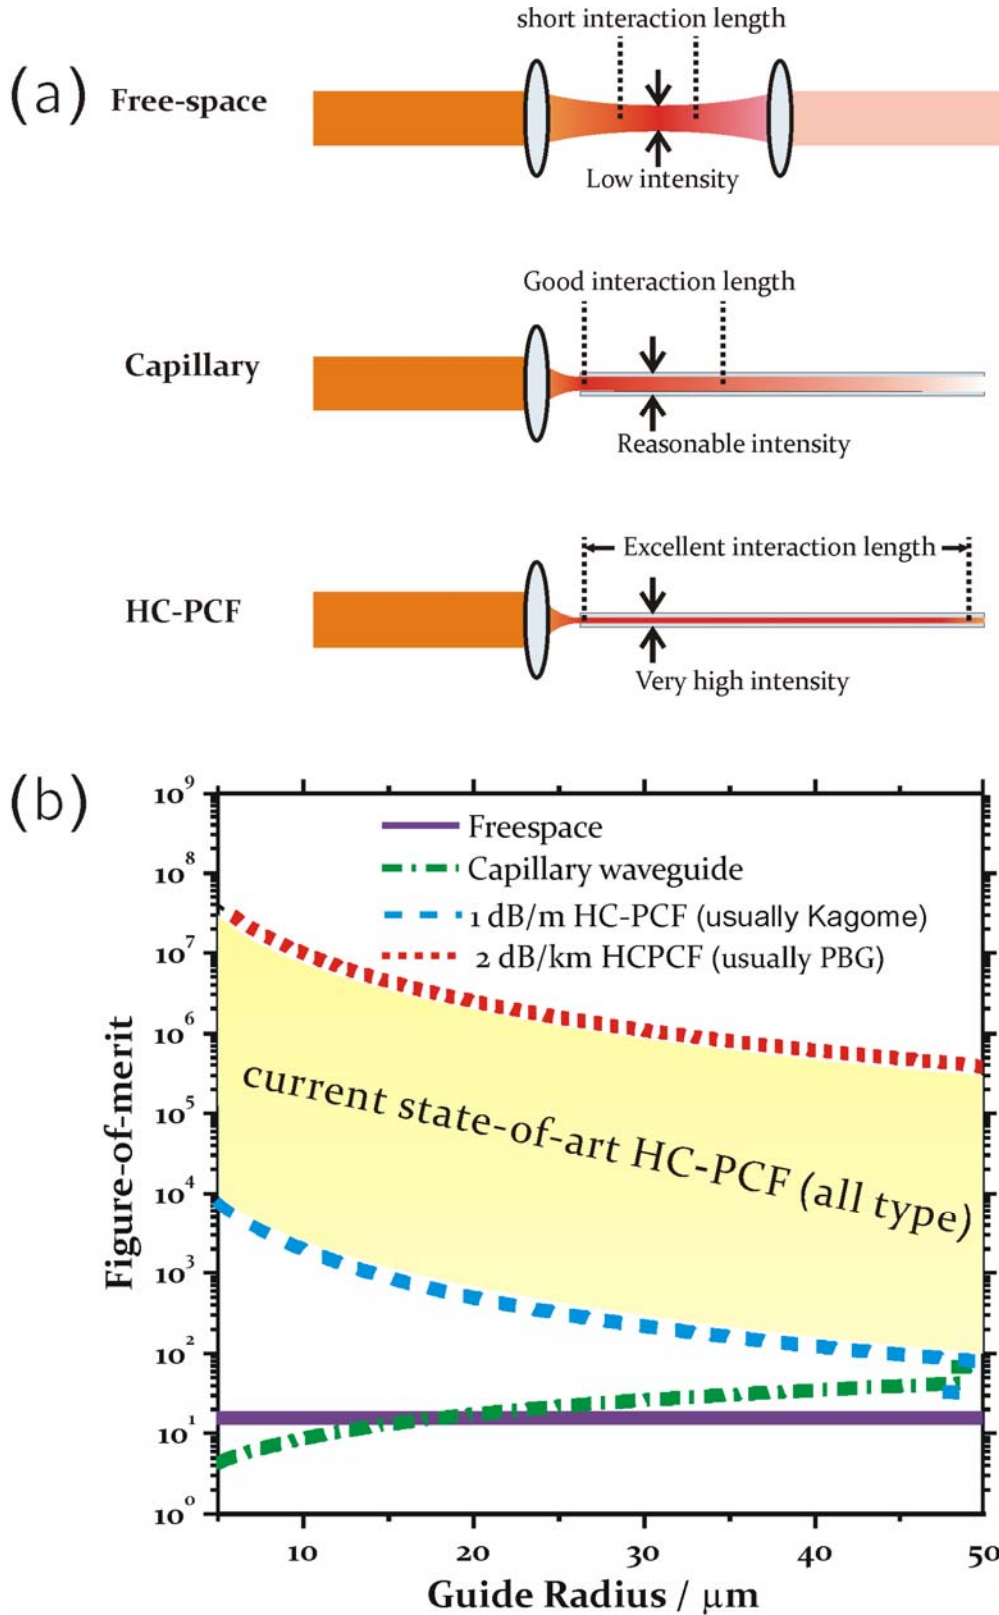 (a)
short interaction length
Free-space
Low intensity
Good interaction length
Capillary
Reasonable intensity
Excellent interaction length
HC-PCF
Very high intensity
(b)
Figure-of-merit
10⁹
10⁸
10⁷
10⁶
10⁵
10⁴
10³
10²
10¹
10⁰
Freespace
Capillary waveguide
1 dB/m HC-PCF (usually Kagome)
2 dB/km HCPCF (usually PBG)
current state-of-art HC-PCF (all type)
10 20 30 40 50
Guide Radius / μm